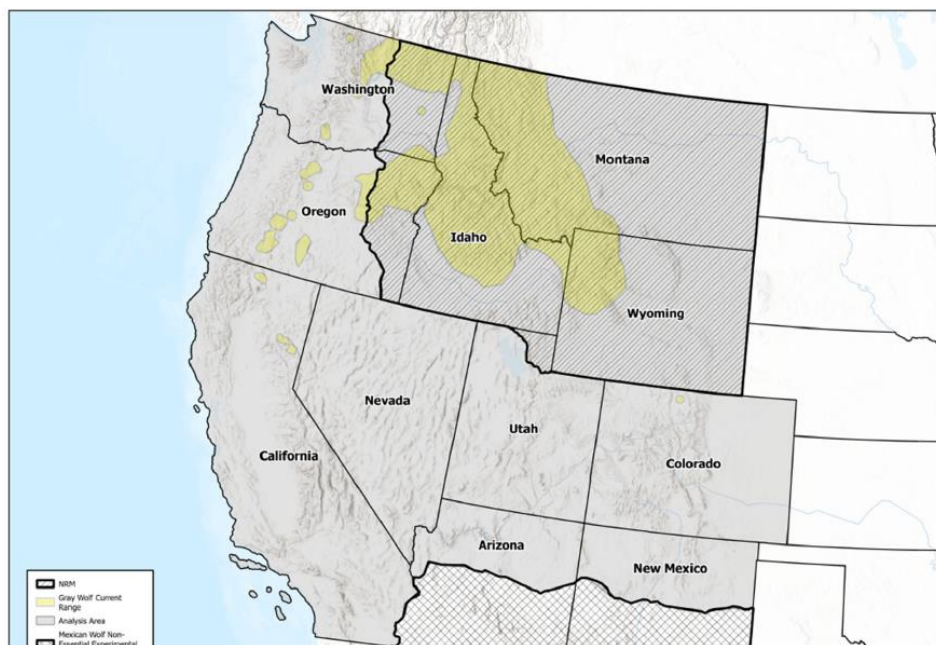 Washington
Montana
Oregon
Idaho
Wyoming
Nevada
Utah
California
Colorado
Arizona
New Mexico
NRM
Gray Wolf Current
Range
Analysis Area
Mexican Wolf Non-
Essential Experimental